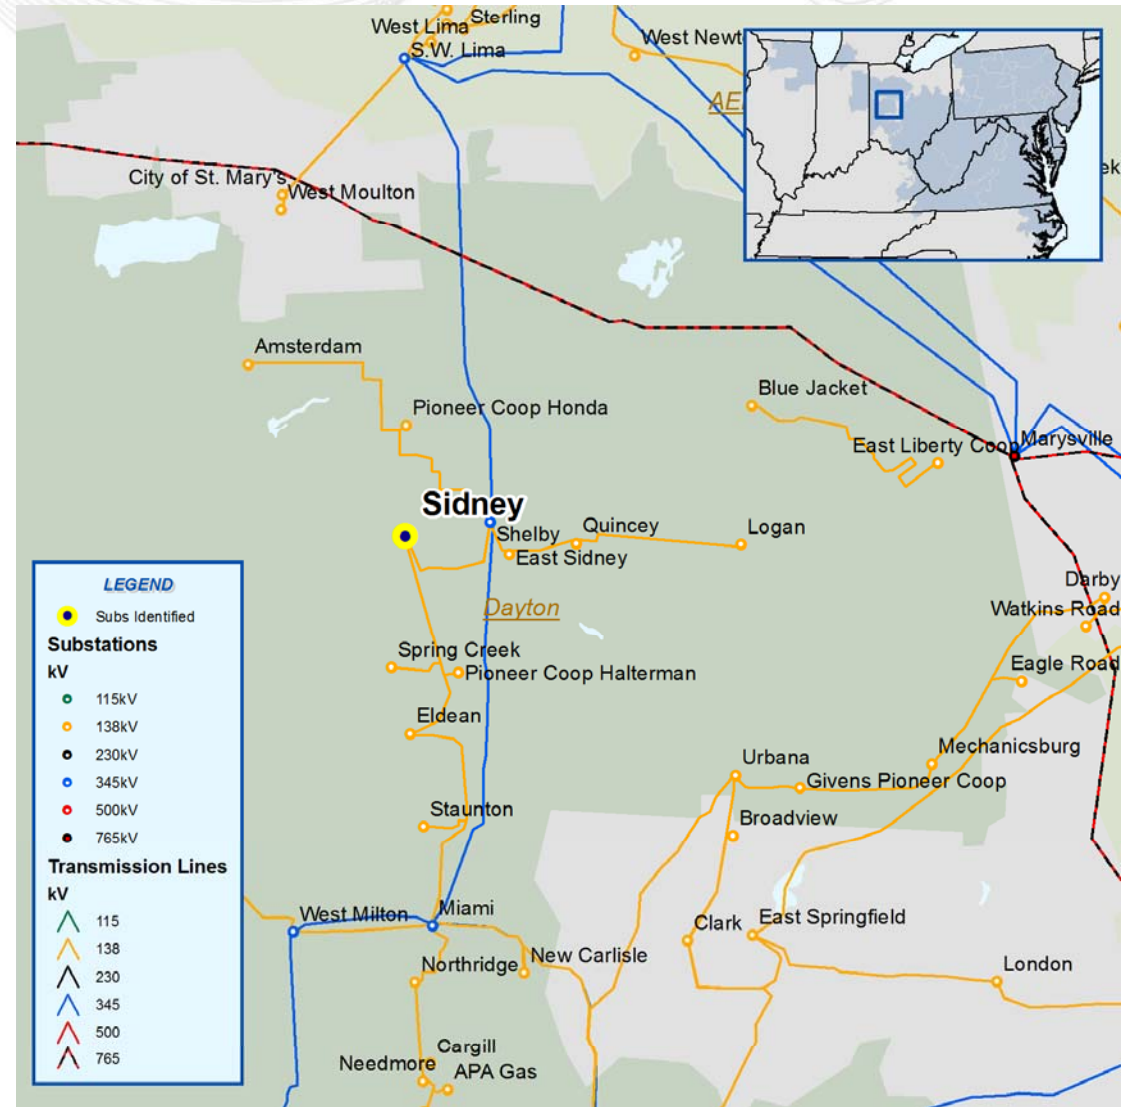 West Lima
Sterling
S.W. Lima
West Newt
City of St. Mary's
West Moulton
Amsterdam
Pioneer Coop Honda
Blue Jacket
East Liberty Coop
Marysville
Sidney
Shelby
Quincey
Logan
East Sidney
Dayton
Darby
Watkins Road
Spring Creek
Pioneer Coop Halterman
Eagle Road
Eldean
Mechanicsburg
Urbana
Givens Pioneer Coop
Staunton
Broadview
West Milton
Miami
Clark
East Springfield
Northridge
New Carlisle
London
Cargill
Needmore
APA Gas
LEGEND
Subs Identified
Substations
kV
115kV
138kV
230kV
345kV
500kV
765kV
Transmission Lines
kV
115
138
230
345
500
765